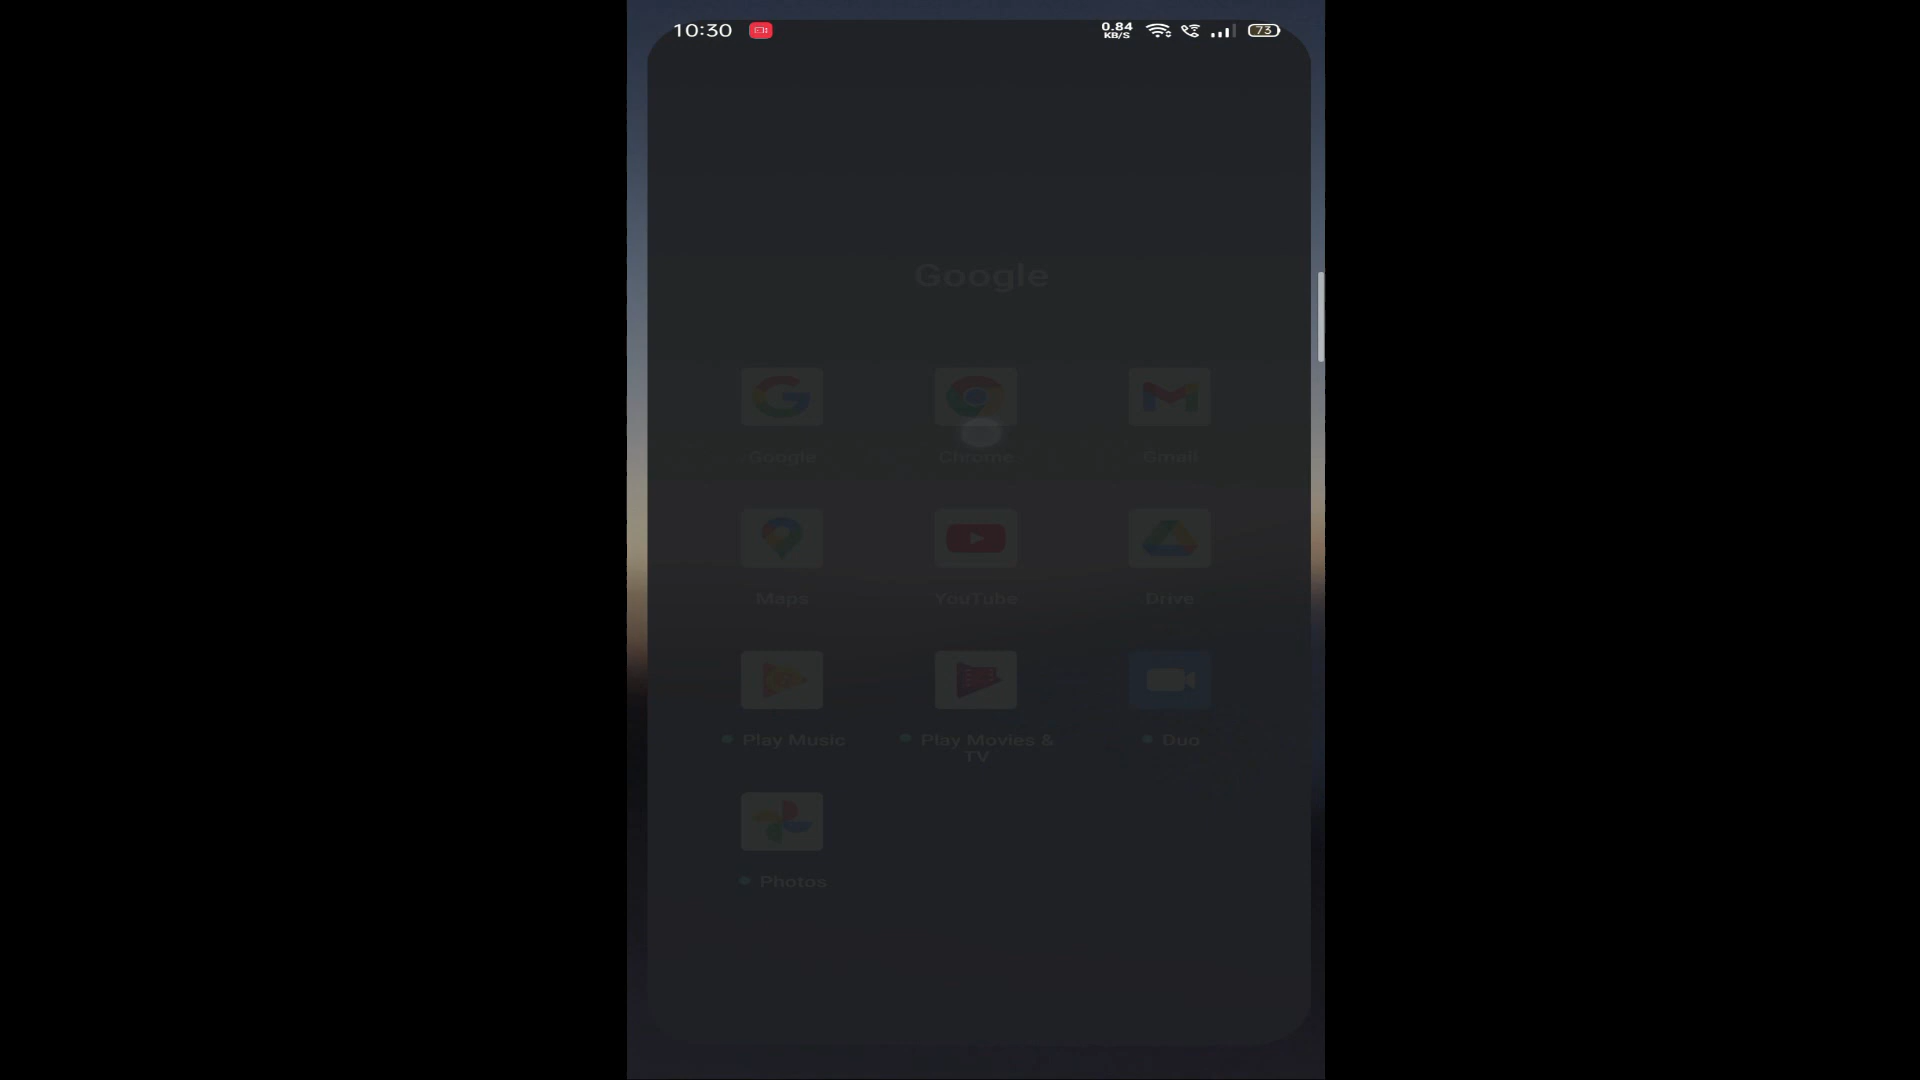 10:30
0.84
KB/S
73
Google
Google Chrome Gmail
Maps YouTube Drive
Play Music Play Movies & Duo
TV
Photos